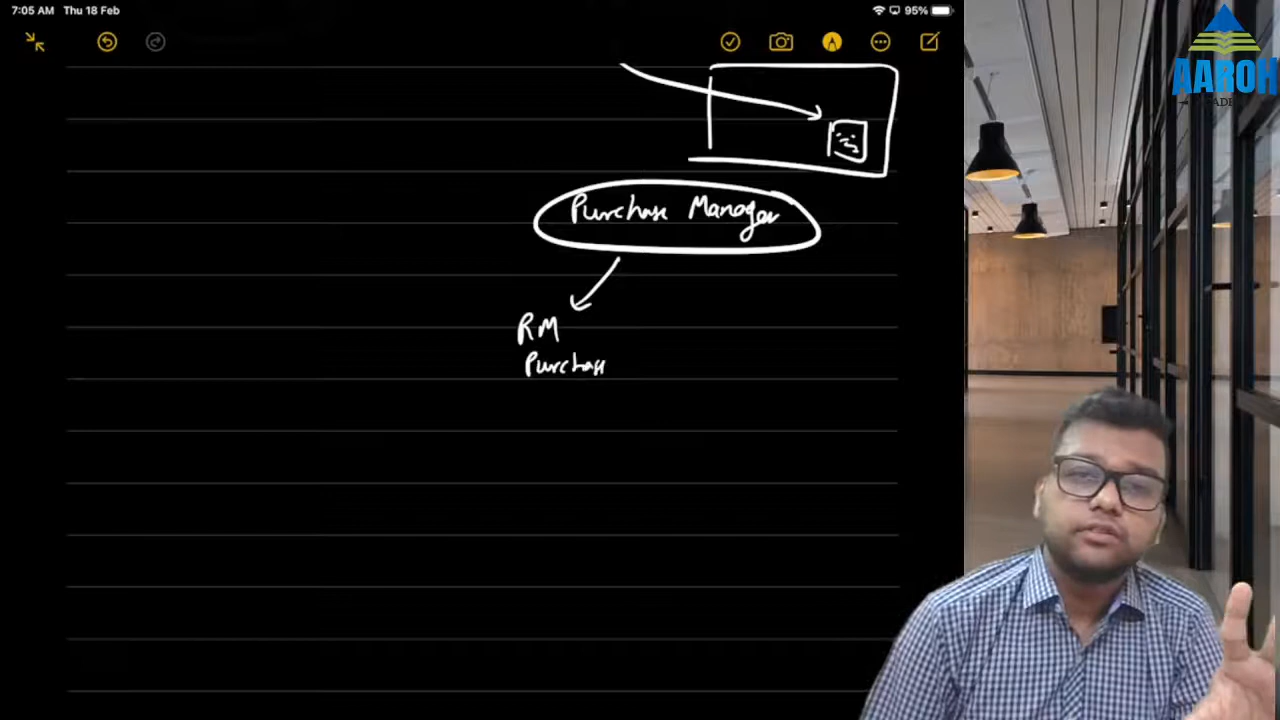 7:05 AM Thu 18 Feb
95%
AAROH
Purchase Manager
RM
Purchase